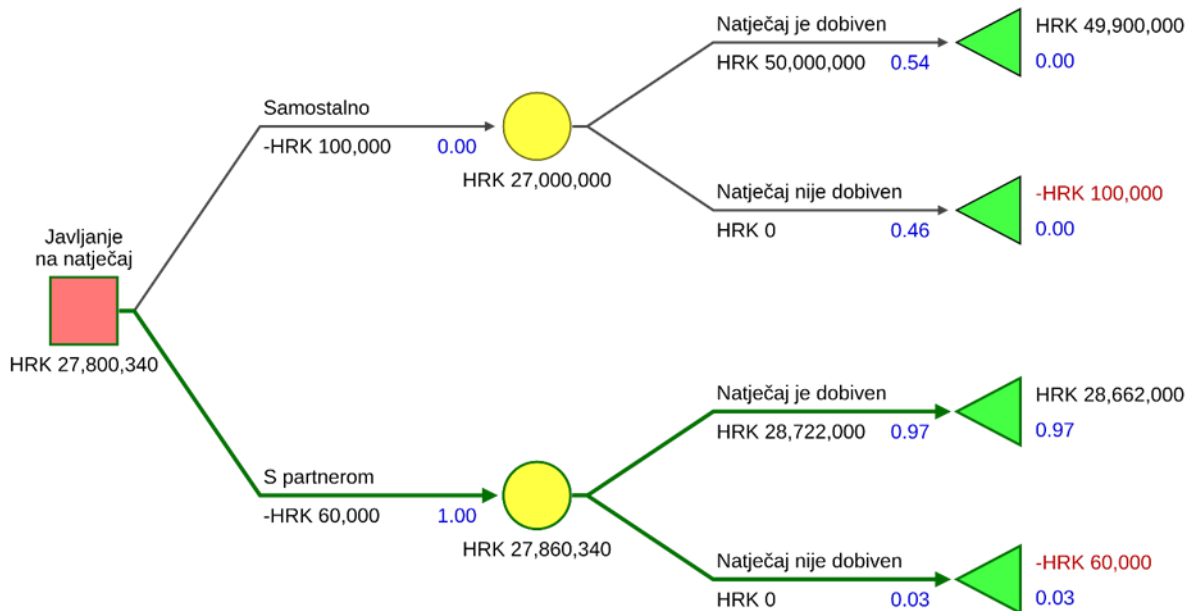 Natječaj je dobiven
HRK 50,000,000 0.54
HRK 49,900,000
0.00
Samostalno
-HRK 100,000 0.00
HRK 27,000,000
Natječaj nije dobiven
HRK 0 0.46
-HRK 100,000
0.00
Javljanje
na natječaj
HRK 27,800,340
Natječaj je dobiven
HRK 28,722,000 0.97
HRK 28,662,000
0.97
S partnerom
-HRK 60,000 1.00
HRK 27,860,340
Natječaj nije dobiven
HRK 0 0.03
-HRK 60,000
0.03